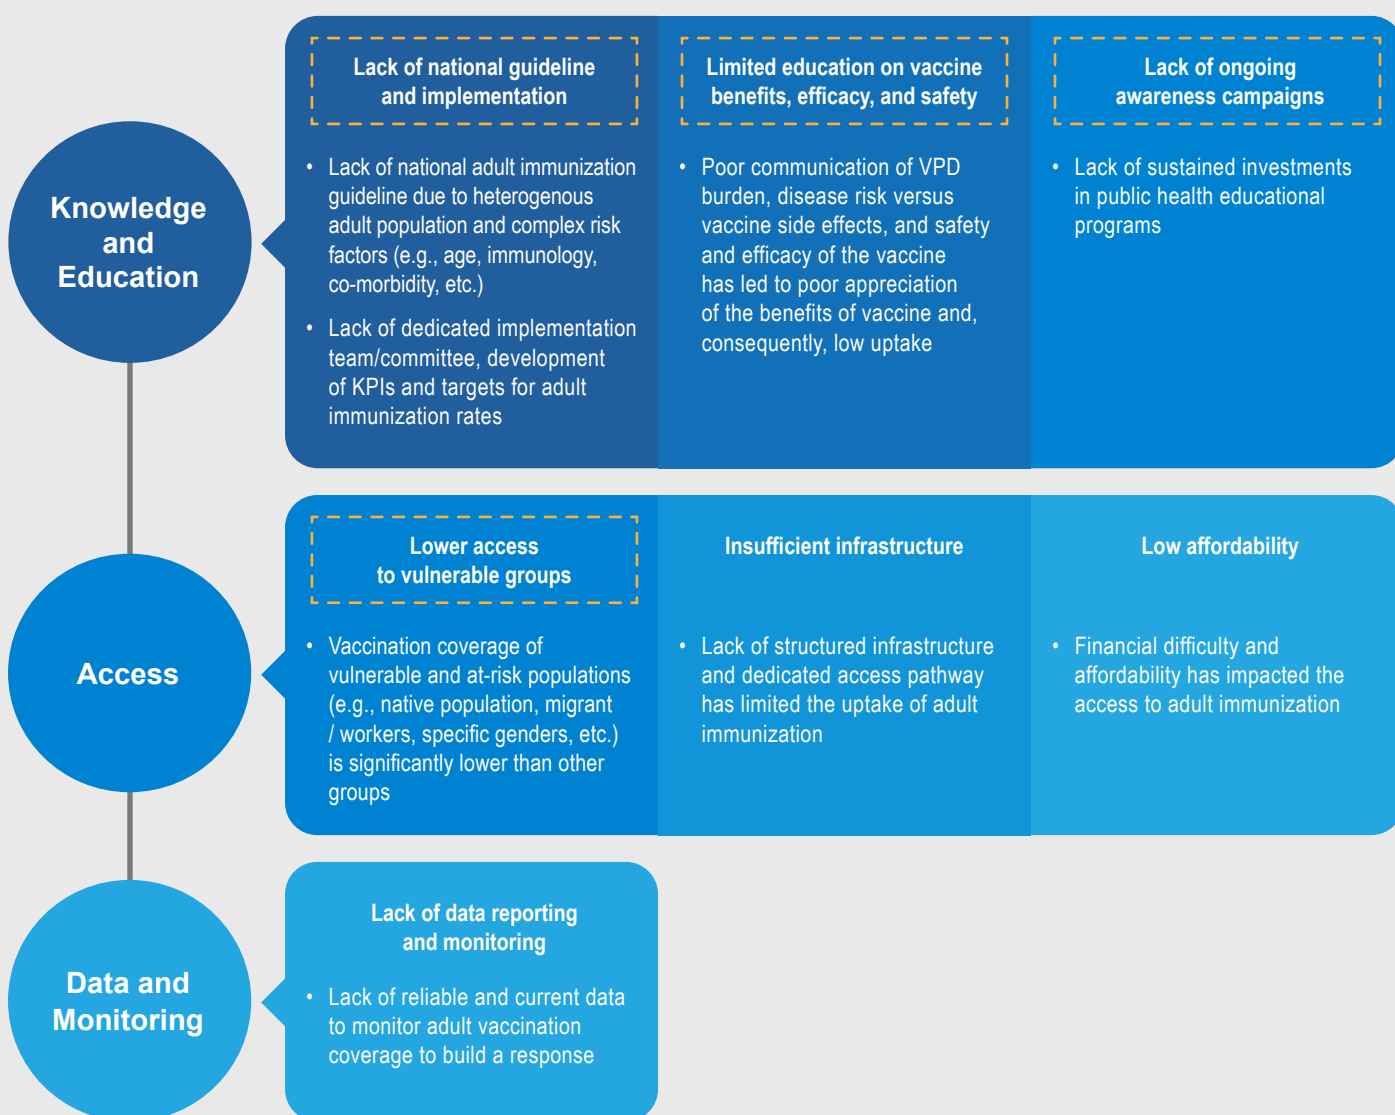 Knowledge
and
Education
Lack of national guideline
and implementation
• Lack of national adult immunization
guideline due to heterogenous
adult population and complex risk
factors (e.g., age, immunology,
co-morbidity, etc.)
• Lack of dedicated implementation
team/committee, development
of KPIs and targets for adult
immunization rates
Limited education on vaccine
benefits, efficacy, and safety
• Poor communication of VPD
burden, disease risk versus
vaccine side effects, and safety
and efficacy of the vaccine
has led to poor appreciation
of the benefits of vaccine and,
consequently, low uptake
Lack of ongoing
awareness campaigns
• Lack of sustained investments
in public health educational
programs
Access
Lower access
to vulnerable groups
• Vaccination coverage of
vulnerable and at-risk populations
(e.g., native population, migrant
/ workers, specific genders, etc.)
is significantly lower than other
groups
Insufficient infrastructure
• Lack of structured infrastructure
and dedicated access pathway
has limited the uptake of adult
immunization
Low affordability
• Financial difficulty and
affordability has impacted the
access to adult immunization
Data and
Monitoring
Lack of data reporting
and monitoring
• Lack of reliable and current data
to monitor adult vaccination
coverage to build a response